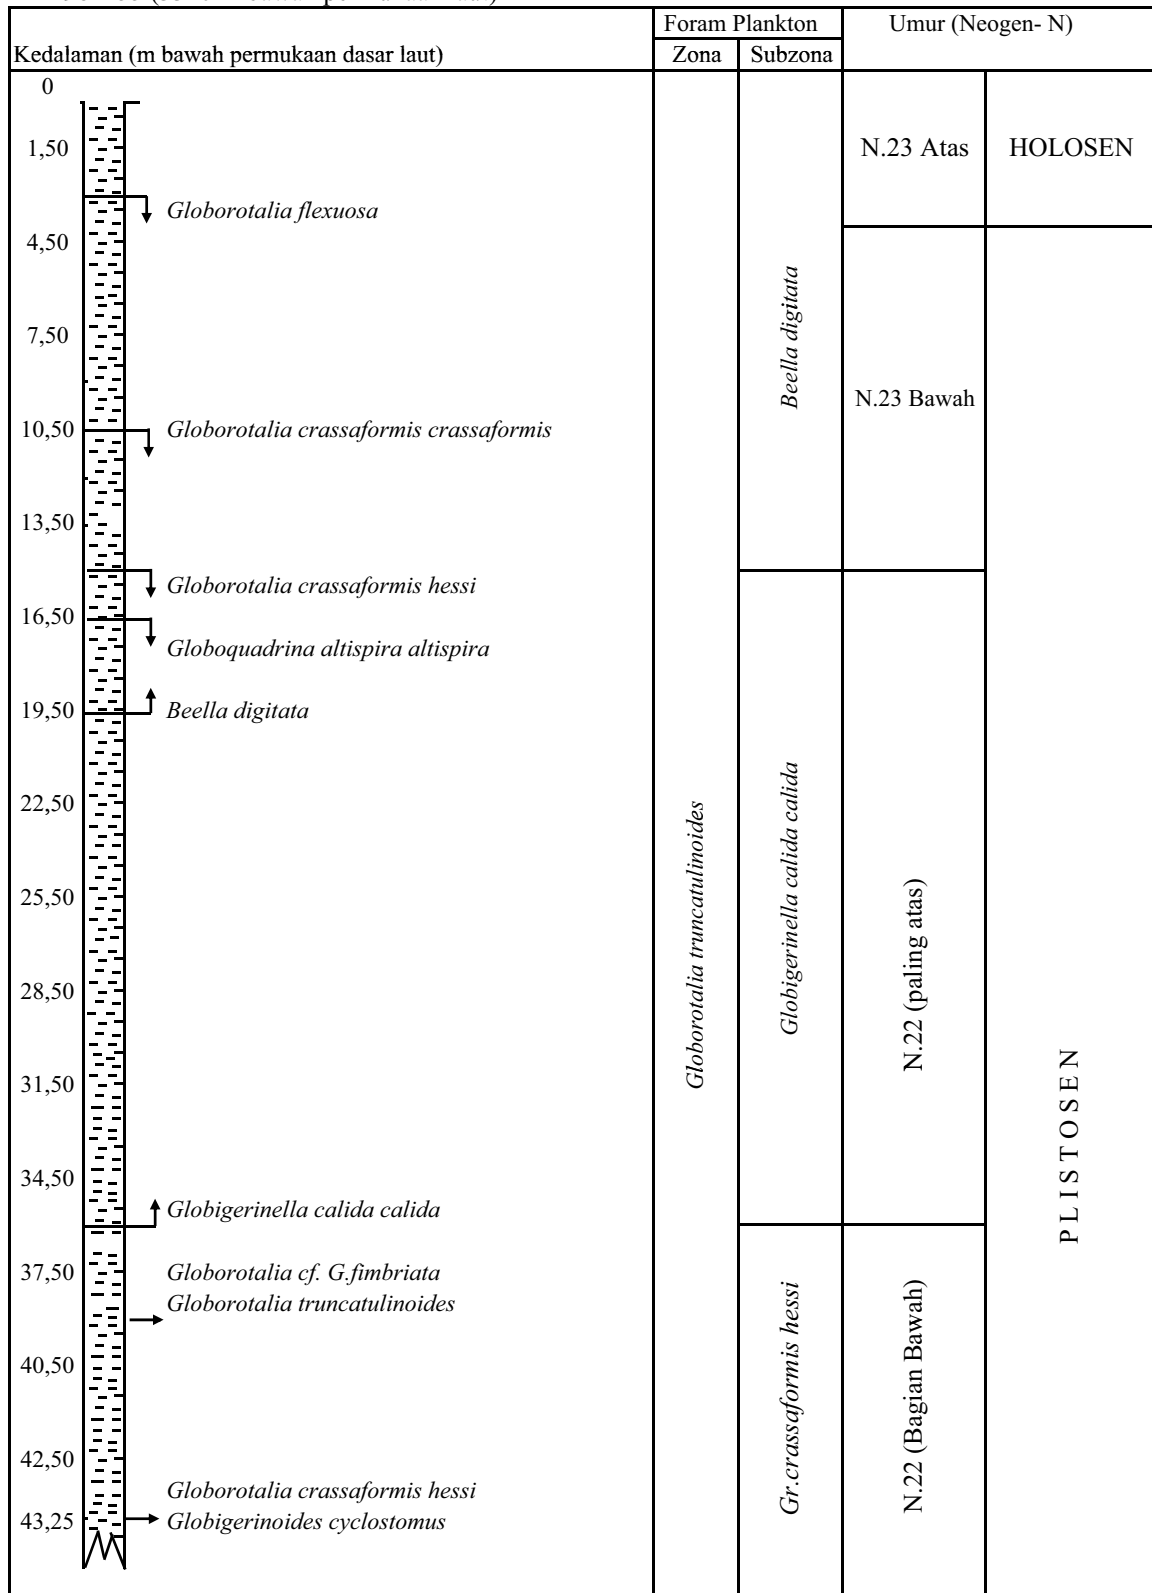 Foram Plankton
Umur (Neogen- N)
Kedalaman (m bawah permukaan dasar laut)
Zona
Subzona
0
1,50
N.23 Atas
HOLOSEN
Globorotalia flexuosa
4,50
Beella digitata
7,50
N.23 Bawah
10,50
Globorotalia crassaformis crassaformis
13,50
Globorotalia crassaformis hessi
16,50
Globoquadrina altispira altispira
19,50
Beella digitata
22,50
Globorotalia truncatulinoides
Globigerinella calida calida
N.22 (paling atas)
25,50
28,50
31,50
PLISTOSEN
34,50
Globigerinella calida calida
37,50
Globorotalia cf. G.fimbriata
Globorotalia truncatulinoides
40,50
Gr.crassaformis hessi
N.22 (Bagian Bawah)
42,50
Globorotalia crassaformis hessi
43,25
Globigerinoides cyclostomus